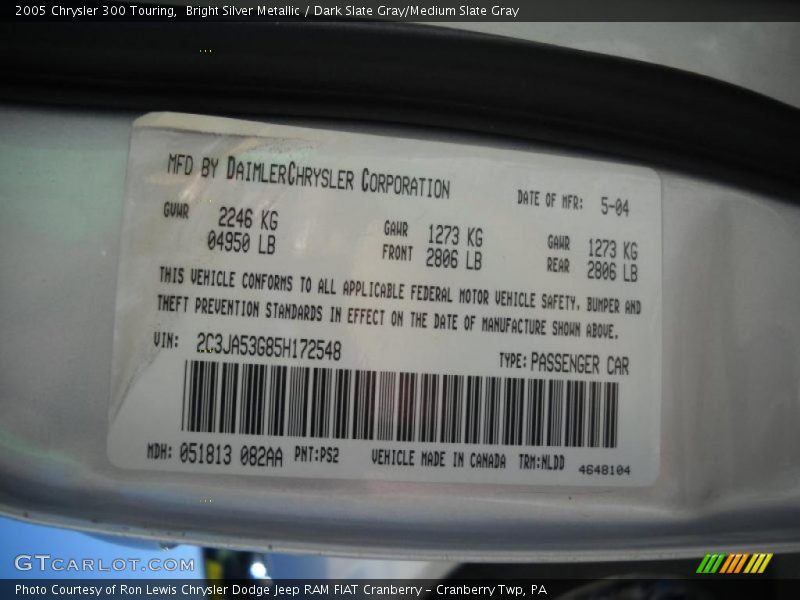 2005 Chrysler 300 Touring, Bright Silver Metallic / Dark Slate Gray/Medium Slate Gray
MFD BY DAIMLERCHRYSLER CORPORATION
DATE OF MFR: 5-04
GVWR 2246 KG
04950 LB
GAWR FRONT 1273 KG
2806 LB
GAWR REAR 1273 KG
2806 LB
THIS VEHICLE CONFORMS TO ALL APPLICABLE FEDERAL MOTOR VEHICLE SAFETY, BUMPER AND
THEFT PREVENTION STANDARDS IN EFFECT ON THE DATE OF MANUFACTURE SHOWN ABOVE.
VIN: 2C3JA53G85H172548
TYPE: PASSENGER CAR
MDH: 051813 082AA PNT:PS2 VEHICLE MADE IN CANADA TRM:NLDD 4648104
GTCARLOT.COM
Photo Courtesy of Ron Lewis Chrysler Dodge Jeep RAM FIAT Cranberry - Cranberry Twp, PA